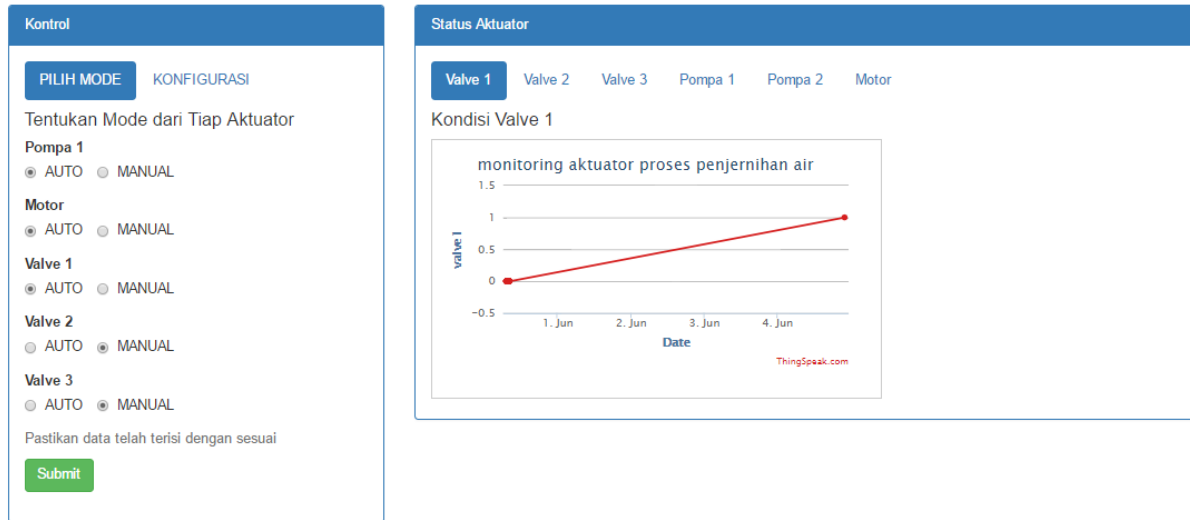 Kontrol
PILIH MODE KONFIGURASI
Tentukan Mode dari Tiap Aktuator
Pompa 1
AUTO MANUAL
Motor
AUTO MANUAL
Valve 1
AUTO MANUAL
Valve 2
AUTO MANUAL
Valve 3
AUTO MANUAL
Pastikan data telah terisi dengan sesuai
Submit
Status Aktuator
Valve 1 Valve 2 Valve 3 Pompa 1 Pompa 2 Motor
Kondisi Valve 1
monitoring aktuator proses penjernihan air
1.5
1
0.5
0
-0.5
valve 1
1. Jun 2. Jun 3. Jun 4. Jun
Date
ThingSpeak.com